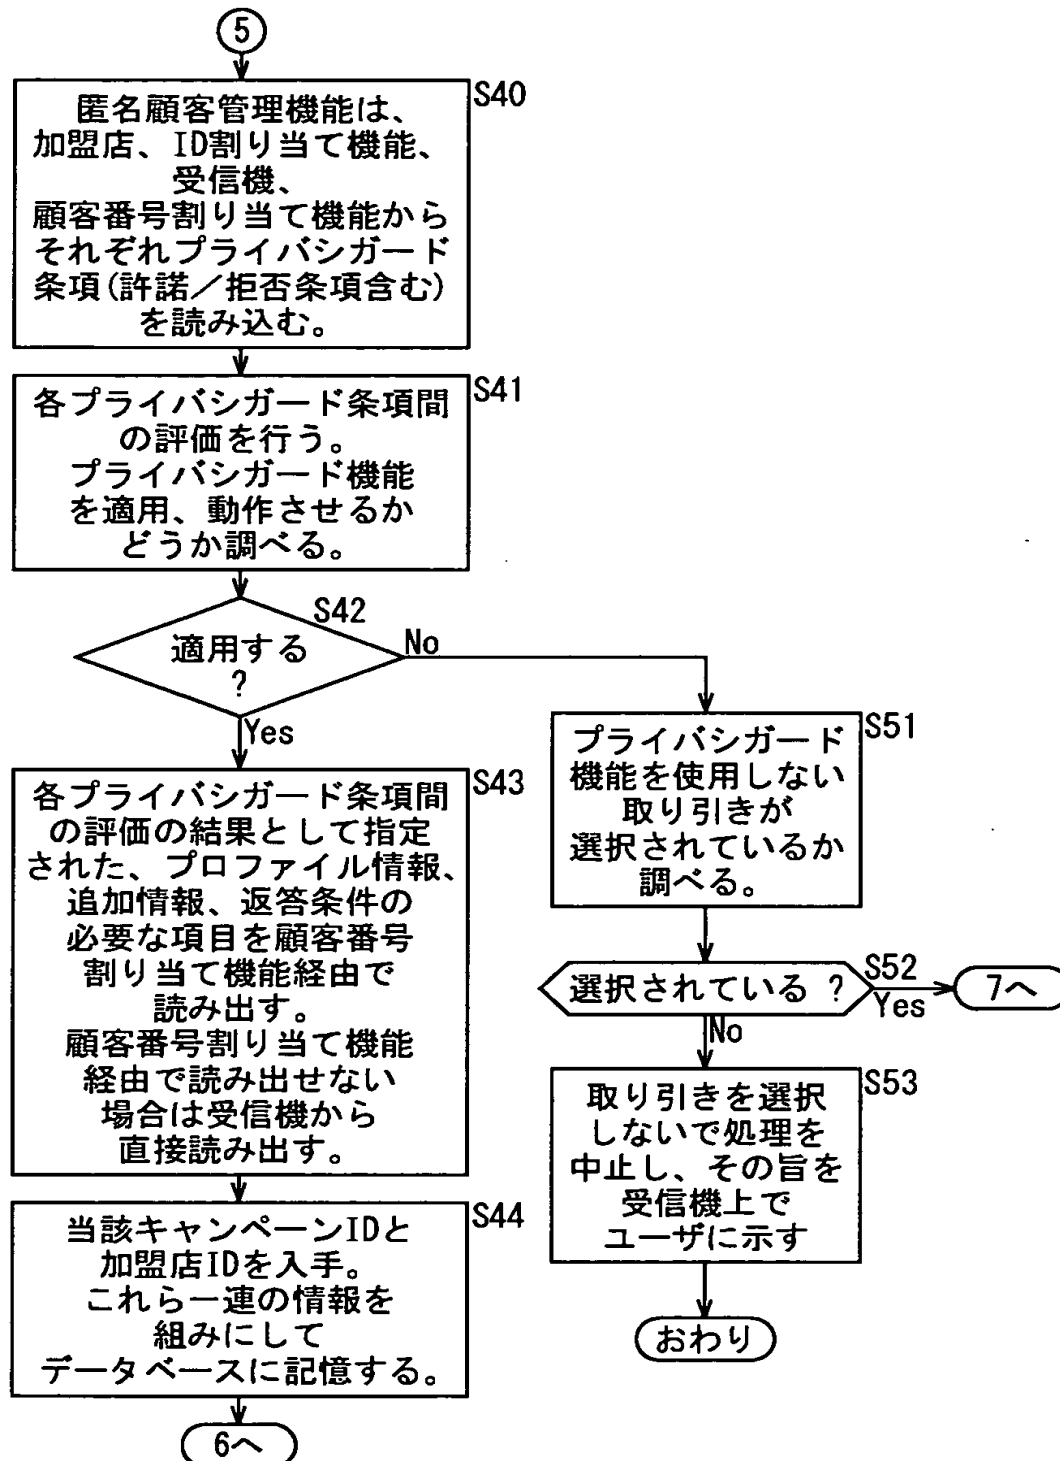 5
S40
匿名顧客管理機能は、
加盟店、ID割り当て機能、
受信機、
顧客番号割り当て機能から
それぞれプライバシガード
条項(許諾/拒否条項含む)
を読み込む。
S41
各プライバシガード条項間
の評価を行う。
プライバシガード機能
を適用、動作させるか
どうか調べる。
S42
適用する
?
No
Yes
S43
各プライバシガード条項間
の評価の結果として指定
された、プロファイル情報、
追加情報、返答条件の
必要な項目を顧客番号
割り当て機能経由で
読み出す。
顧客番号割り当て機能
経由で読み出せない
場合は受信機から
直接読み出す。
S44
当該キャンペーンIDと
加盟店IDを入手。
これら一連の情報を
組みにして
データベースに記憶する。
6へ
S51
プライバシガード
機能を使用しない
取り引きが
選択されているか
調べる。
S52
選択されている ?
Yes
7へ
No
S53
取り引きを選択
しないで処理を
中止し、その旨を
受信機上で
ユーザに示す
おわり